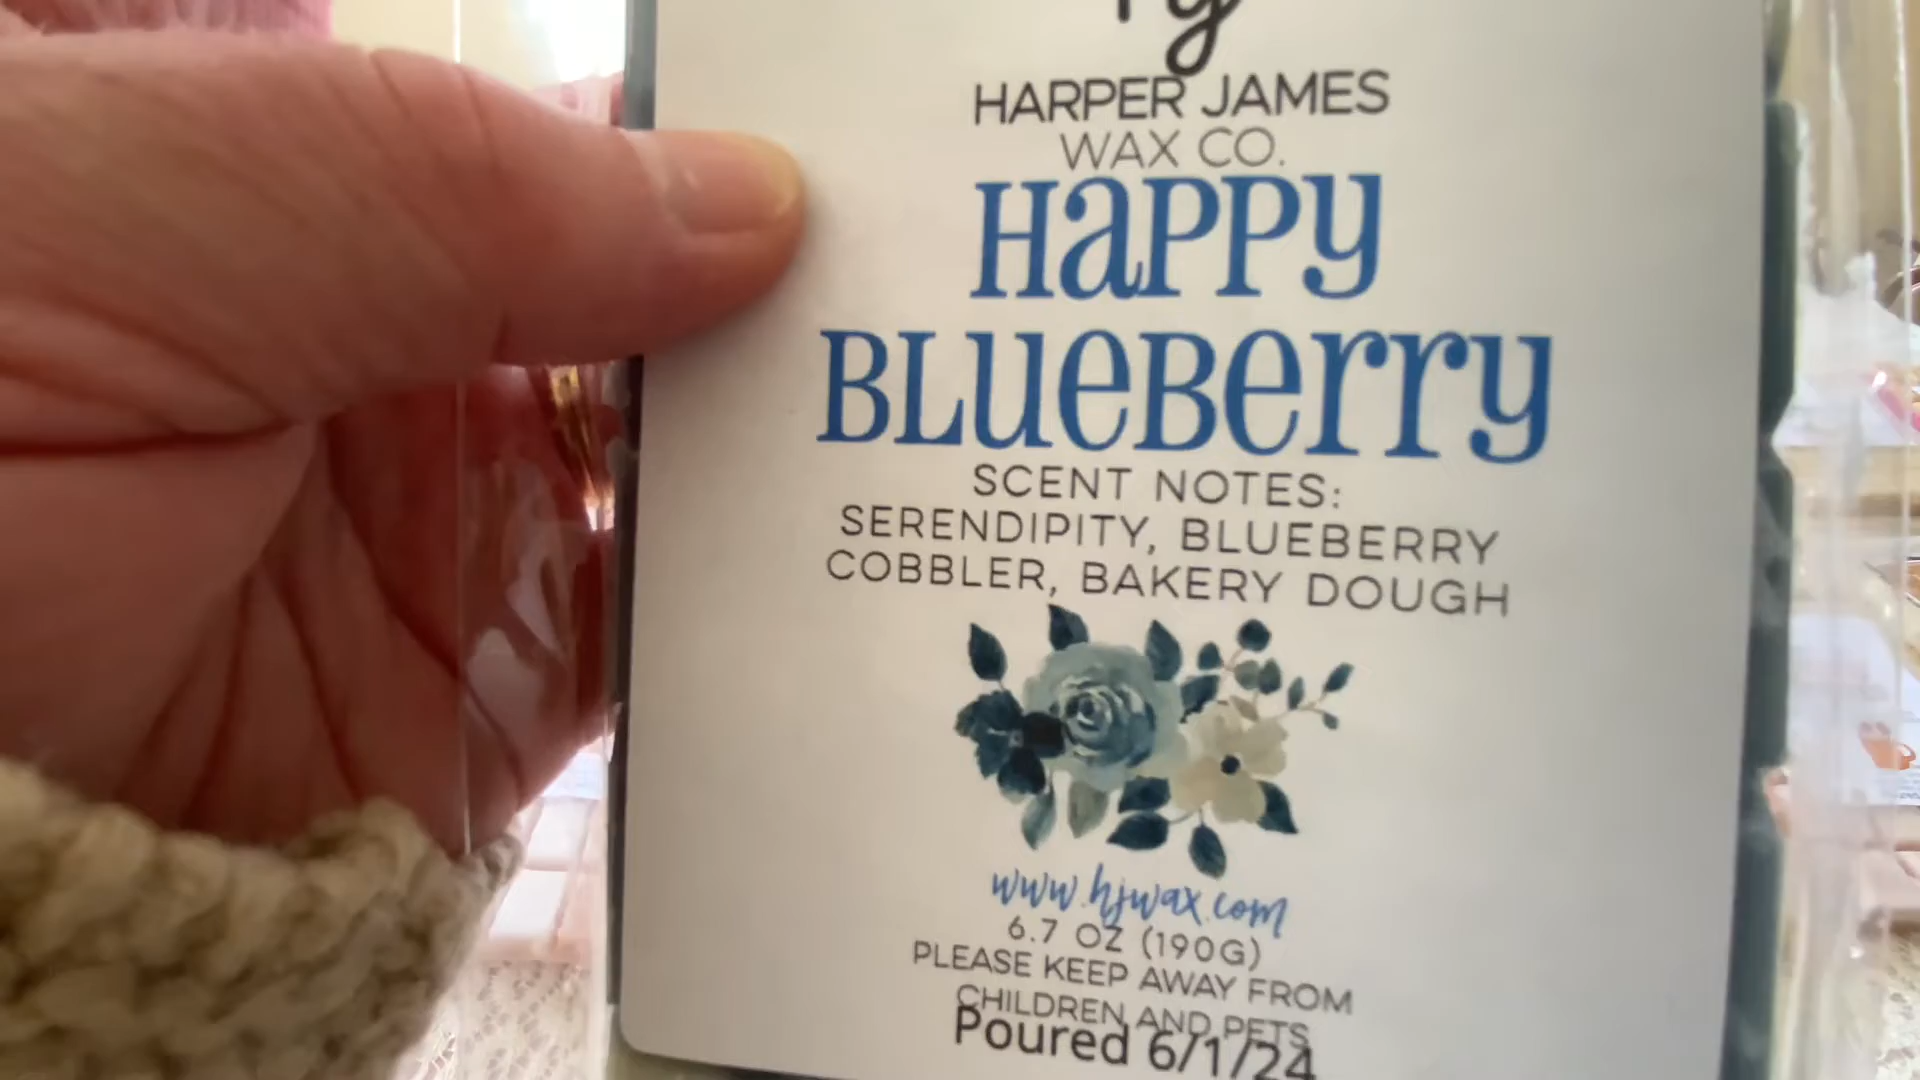 HJ
HARPER JAMES
WAX CO.
HAPPY
BLUEBERRY
SCENT NOTES:
SERENDIPITY, BLUEBERRY
COBBLER, BAKERY DOUGH
www.hjwax.com
6.7 OZ (190G)
PLEASE KEEP AWAY FROM
CHILDREN AND PETS
Poured 6/1/24